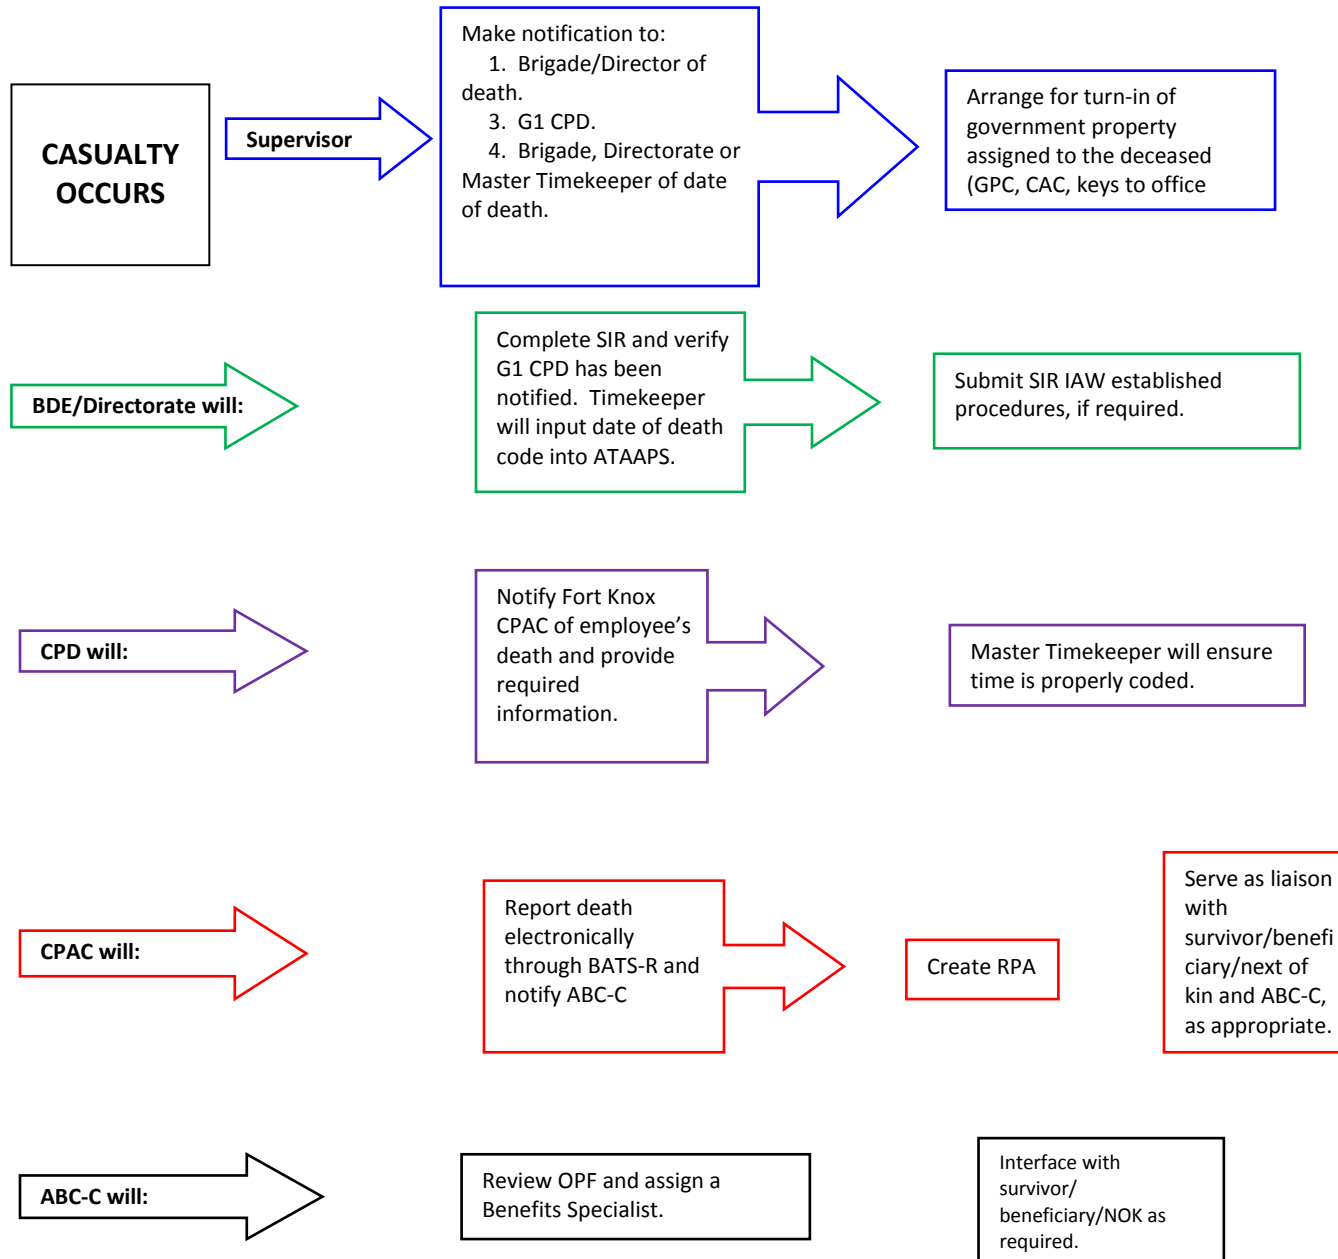 CASUALTY
OCCURS
Supervisor
Make notification to:
1. Brigade/Director of
death.
3. G1 CPD.
4. Brigade, Directorate or
Master Timekeeper of date
of death.
Arrange for turn-in of
government property
assigned to the deceased
(GPC, CAC, keys to office
BDE/Directorate will:
Complete SIR and verify
G1 CPD has been
notified. Timekeeper
will input date of death
code into ATAAPS.
Submit SIR IAW established
procedures, if required.
CPD will:
Notify Fort Knox
CPAC of employee’s
death and provide
required
information.
Master Timekeeper will ensure
time is properly coded.
CPAC will:
Report death
electronically
through BATS-R and
notify ABC-C
Create RPA
Serve as liaison
with
survivor/benefi
ciary/next of
kin and ABC-C,
as appropriate.
ABC-C will:
Review OPF and assign a
Benefits Specialist.
Interface with
survivor/
beneficiary/NOK as
required.